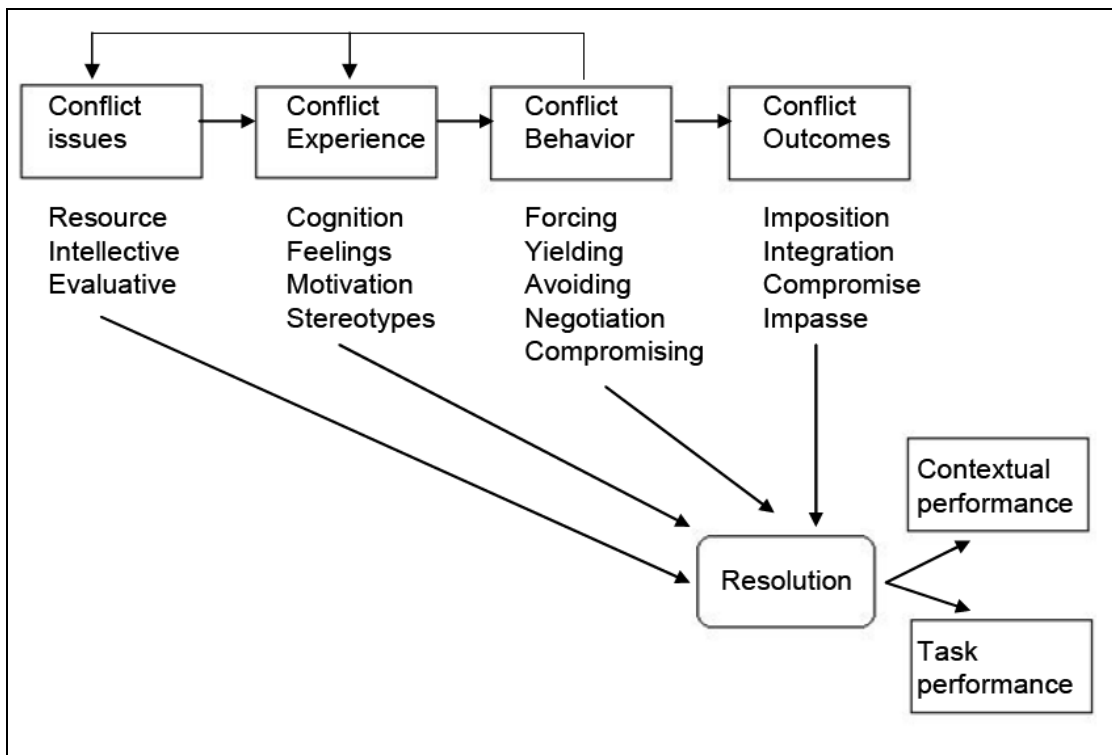 Conflict
issues
Conflict
Experience
Conflict
Behavior
Conflict
Outcomes
Resource
Intellective
Evaluative
Cognition
Feelings
Motivation
Stereotypes
Forcing
Yielding
Avoiding
Negotiation
Compromising
Imposition
Integration
Compromise
Impasse
Resolution
Contextual
performance
Task
performance